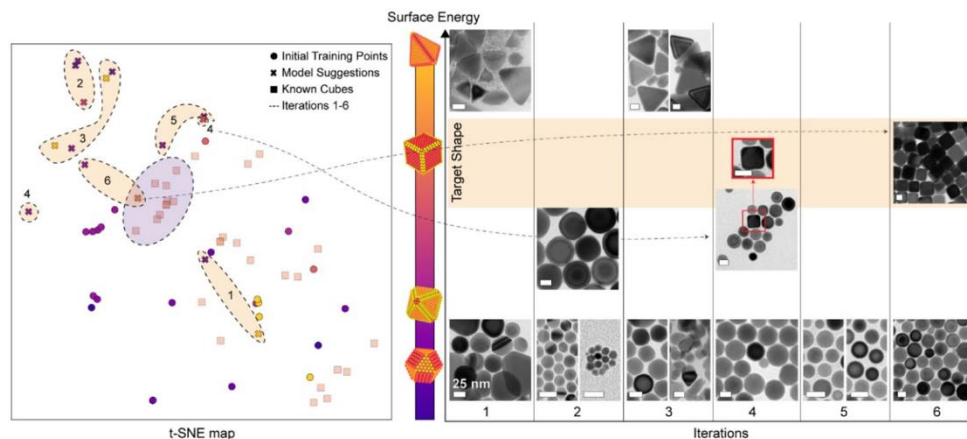 Surface Energy
Initial Training Points
Model Suggestions
Known Cubes
Iterations 1-6
2
3
5
4
6
4
1
t-SNE map
Target Shape
25 nm
1
2
3
4
5
6
Iterations